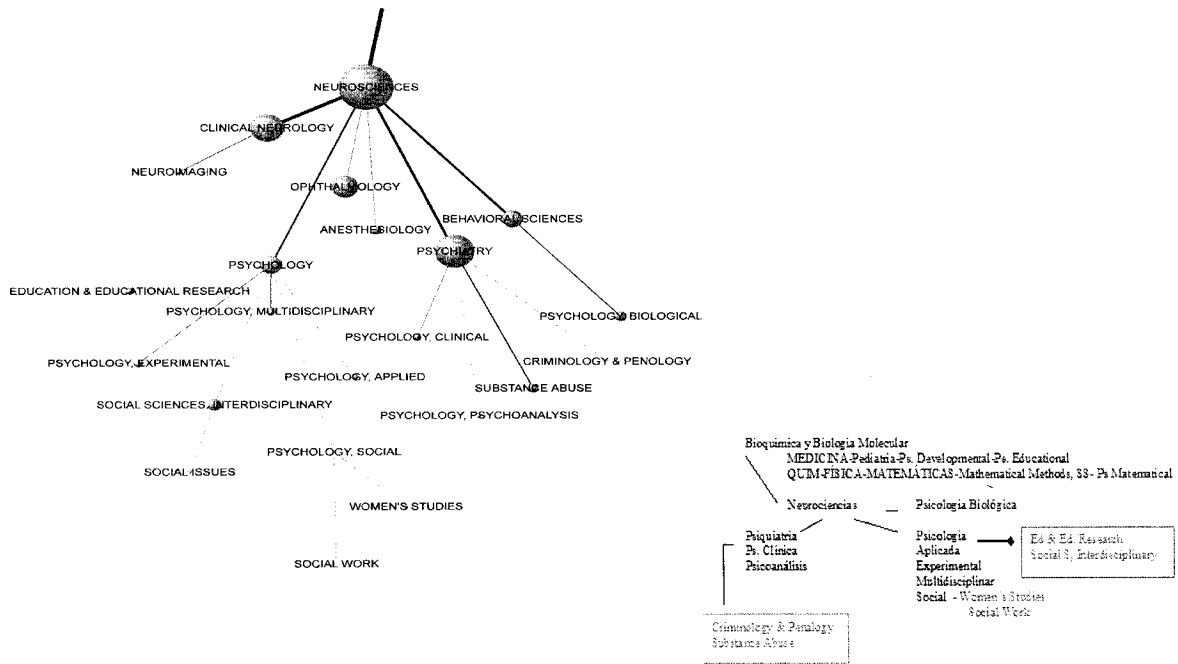 NEUROSCIENCES
CLINICAL NEUROLOGY
NEUROIMAGING
OPHTHALMOLOGY
BEHAVIORAL SCIENCES
ANESTHESIOLOGY
PSYCHIATRY
PSYCHOLOGY
EDUCATION & EDUCATIONAL RESEARCH
PSYCHOLOGY, MULTIDISCIPLINARY
PSYCHOLOGY, BIOLOGICAL
PSYCHOLOGY, CLINICAL
PSYCHOLOGY, EXPERIMENTAL
CRIMINOLOGY & PENOLOGY
PSYCHOLOGY, APPLIED
SUBSTANCE ABUSE
SOCIAL SCIENCES, INTERDISCIPLINARY
PSYCHOLOGY, PSYCHOANALYSIS
PSYCHOLOGY, SOCIAL
SOCIAL ISSUES
WOMEN'S STUDIES
SOCIAL WORK
Bioquímica y Biología Molecular
MEDICINA-Pediatría-Ps. Developmental-Ps. Educational
QUIM-FÍSICA-MATEMÁTICAS-Mathematical Methods, SS- Ps Matematical
Neurociencias
Psicología Biológica
Psiquiatría
Ps. Clínica
Psicoanálisis
Psicología
Aplicada
Experimental
Multidisciplinar
Social - Women's Studies
Social Work
Ed & Ed. Research
Social S, Interdisciplinary
Criminology & Penalogy
Substance Abuse